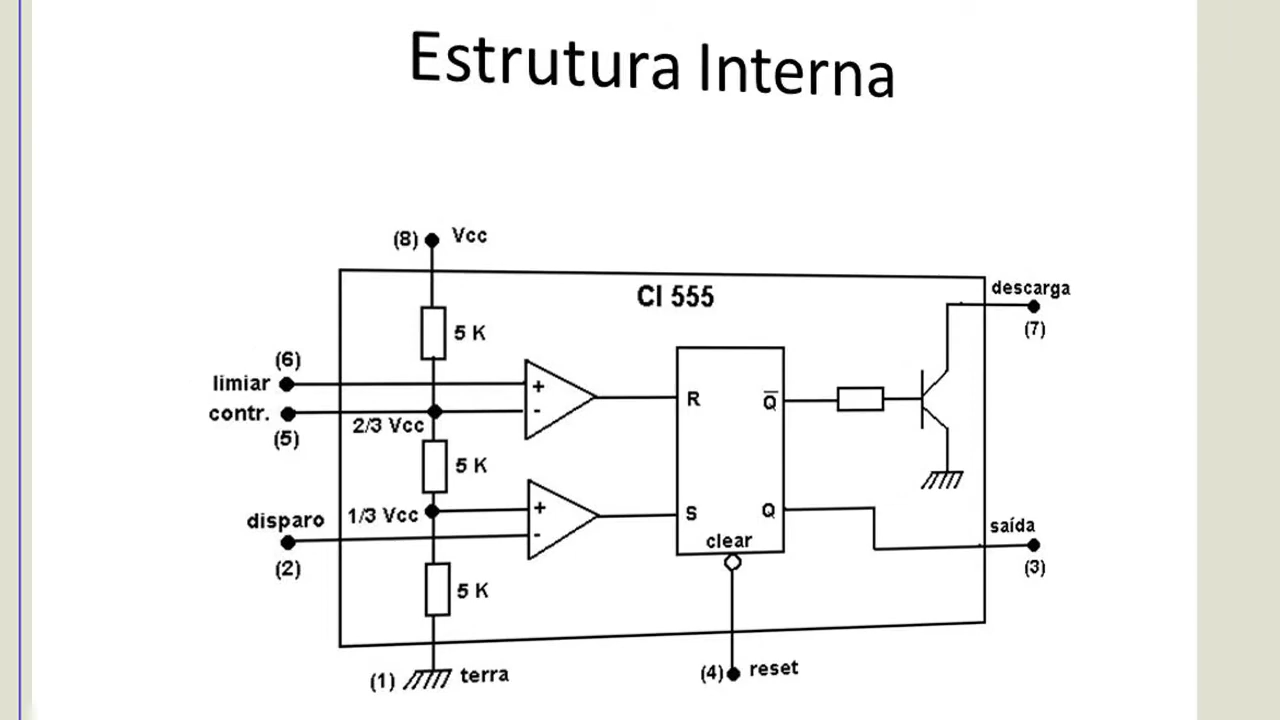 Estrutura Interna
(8) Vcc
CI 555
descarga
(7)
5 K
(6)
limiar
contr.
(5)
2/3 Vcc
+
-
R
Q̅
5 K
disparo
(2)
1/3 Vcc
+
-
S
Q
clear
saída
(3)
5 K
(1) terra
(4) reset